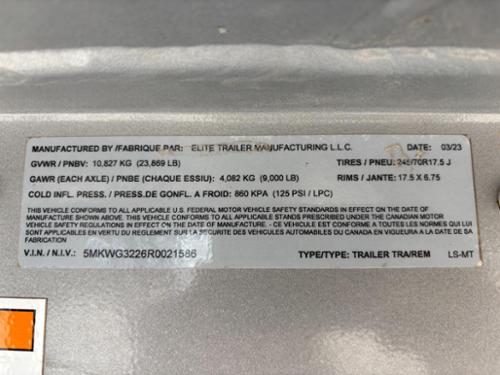 MANUFACTURED BY /FABRIQUE PAR: ELITE TRAILER MANUFACTURING L.L.C. DATE: 03/23
GVWR / PNBV: 10,827 KG (23,869 LB) TIRES / PNEU: 245/70R17.5 J
GAWR (EACH AXLE) / PNBE (CHAQUE ESSIU): 4,082 KG (9,000 LB) RIMS / JANTE: 17.5 X 6.75
COLD INFL. PRESS. / PRESS.DE GONFL. A FROID: 860 KPA (125 PSI / LPC)
THIS VEHICLE CONFORMS TO ALL APPLICABLE U.S. FEDERAL MOTOR VEHICLE SAFETY STANDARDS IN EFFECT ON THE DATE OF
MANUFACTURE SHOWN ABOVE. THIS VEHICLE CONFORMS TO ALL APPLICABLE STANDS PRESCRIBED UNDER THE CANADIAN MOTOR
VEHICLE SAFETY REGULATIONS IN EFFECT ON THE DATE OF MANUFACTURE - CE VEHICULE EST CONFORME A TOUTES LES NORMES QUI
LUI SONT APPLICABLES EN VERTU DU REGLEMENT SUR LA SECURITE DES VEHICULES AUTOMABILES DU CANADA EN VIGUEUR A LA DATE DE SA
FABRICATION
V.I.N. / N.I.V.: 5MKWG3226R0021586 TYPE/TYPE: TRAILER TRA/REM LS-MT